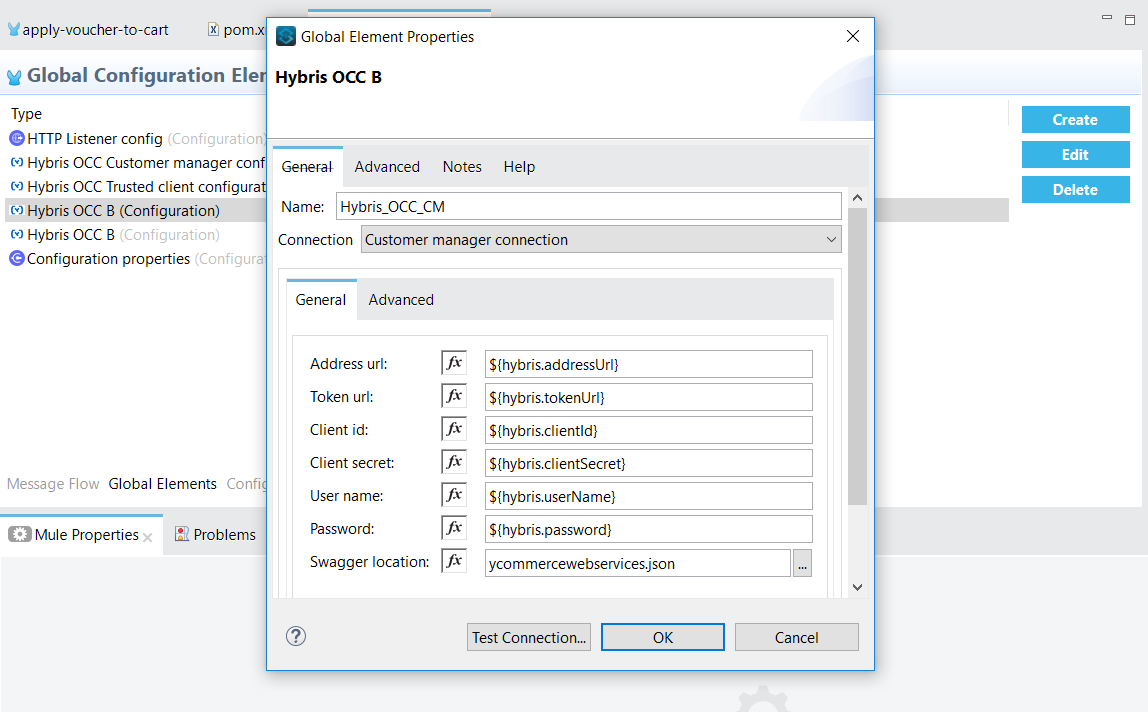 apply-voucher-to-cart
pom.x
Global Element Properties
Global Configuration Ele
Hybris OCC B
Type
HTTP Listener config (Configuration)
Hybris OCC Customer manager conf
Hybris OCC Trusted client configurat
Hybris OCC B (Configuration)
Hybris OCC B (Configuration)
Configuration properties (Configura
Create
Edit
Delete
General
Advanced
Notes
Help
Name:
Hybris_OCC_CM
Connection
Customer manager connection
General
Advanced
Address url:
fx
${hybris.addressUrl}
Token url:
fx
${hybris.tokenUrl}
Client id:
fx
${hybris.clientId}
Client secret:
fx
${hybris.clientSecret}
User name:
fx
${hybris.userName}
Password:
fx
${hybris.password}
Swagger location:
fx
ycommercewebservices.json
...
Message Flow
Global Elements
Config
Mule Properties
Problems
?
Test Connection...
OK
Cancel